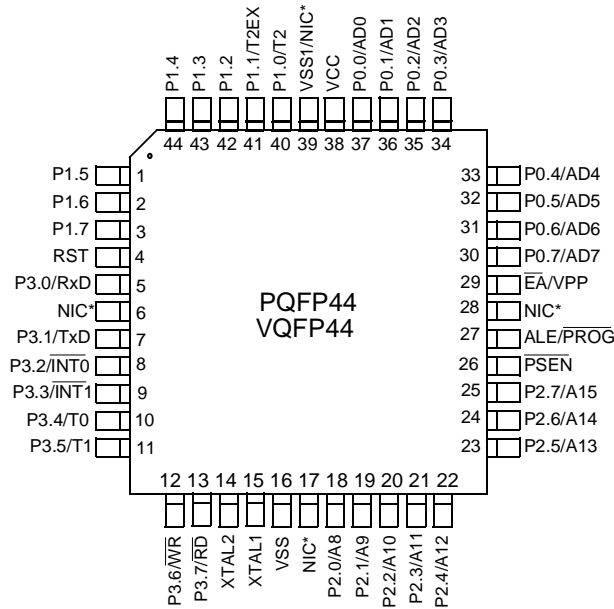 P1.4
P1.3
P1.2
P1.1/T2EX
P1.0/T2
VSS1/NIC*
VCC
P0.0/AD0
P0.1/AD1
P0.2/AD2
P0.3/AD3
44 43 42 41 40 39 38 37 36 35 34
P1.5 1
P1.6 2
P1.7 3
RST 4
P3.0/RxD 5
NIC* 6
P3.1/TxD 7
P3.2/INT0 8
P3.3/INT1 9
P3.4/T0 10
P3.5/T1 11
PQFP44
VQFP44
33 P0.4/AD4
32 P0.5/AD5
31 P0.6/AD6
30 P0.7/AD7
29 EA/VPP
28 NIC*
27 ALE/PROG
26 PSEN
25 P2.7/A15
24 P2.6/A14
23 P2.5/A13
12 13 14 15 16 17 18 19 20 21 22
P3.6/WR
P3.7/RD
XTAL2
XTAL1
VSS
NIC*
P2.0/A8
P2.1/A9
P2.2/A10
P2.3/A11
P2.4/A12